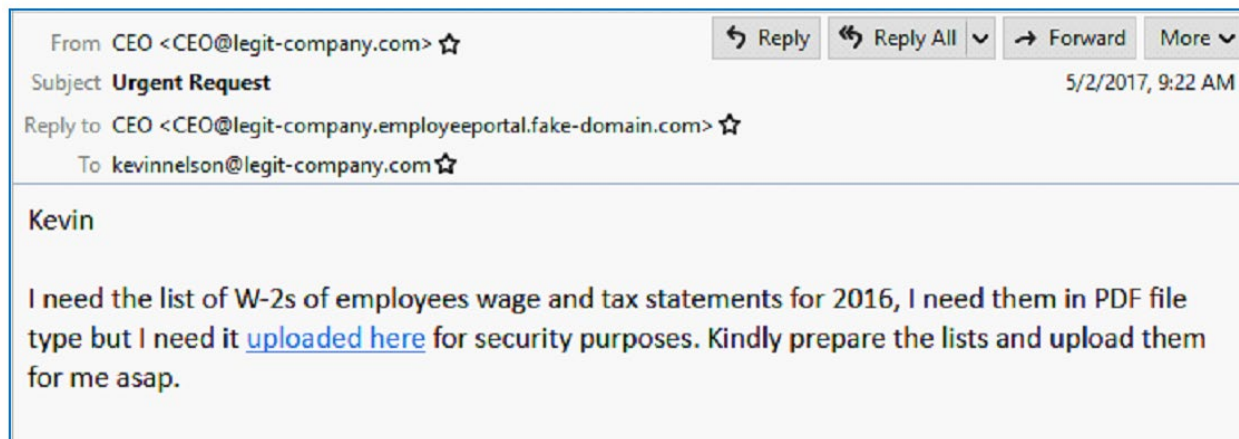 From CEO <CEO@legit-company.com> Reply Reply All Forward More
Subject Urgent Request 5/2/2017, 9:22 AM
Reply to CEO <CEO@legit-company.employeeportal.fake-domain.com>
To kevinnelson@legit-company.com
Kevin
I need the list of W-2s of employees wage and tax statements for 2016, I need them in PDF file
type but I need it uploaded here for security purposes. Kindly prepare the lists and upload them
for me asap.